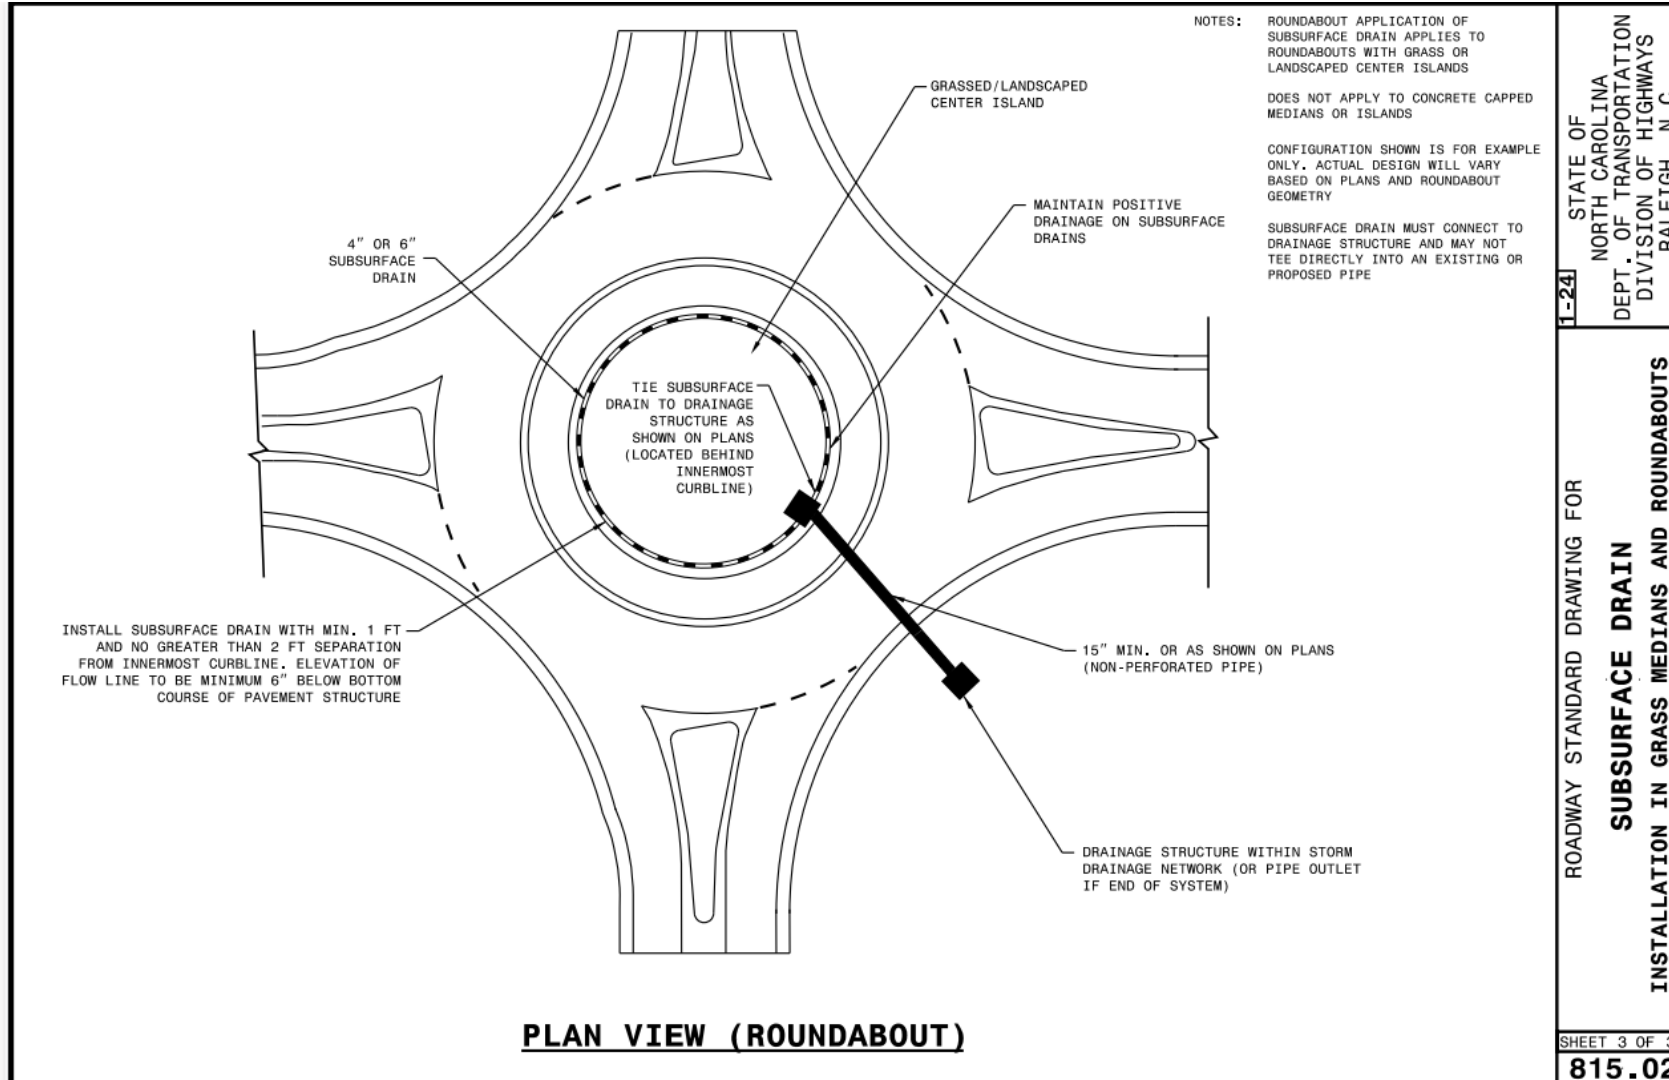 NOTES:
ROUNDABOUT APPLICATION OF
SUBSURFACE DRAIN APPLIES TO
ROUNDABOUTS WITH GRASS OR
LANDSCAPED CENTER ISLANDS
DOES NOT APPLY TO CONCRETE CAPPED
MEDIANS OR ISLANDS
CONFIGURATION SHOWN IS FOR EXAMPLE
ONLY. ACTUAL DESIGN WILL VARY
BASED ON PLANS AND ROUNDABOUT
GEOMETRY
SUBSURFACE DRAIN MUST CONNECT TO
DRAINAGE STRUCTURE AND MAY NOT
TEE DIRECTLY INTO AN EXISTING OR
PROPOSED PIPE
GRASSED/LANDSCAPED
CENTER ISLAND
MAINTAIN POSITIVE
DRAINAGE ON SUBSURFACE
DRAINS
4" OR 6"
SUBSURFACE
DRAIN
TIE SUBSURFACE
DRAIN TO DRAINAGE
STRUCTURE AS
SHOWN ON PLANS
(LOCATED BEHIND
INNERMOST
CURBLINE)
INSTALL SUBSURFACE DRAIN WITH MIN. 1 FT
AND NO GREATER THAN 2 FT SEPARATION
FROM INNERMOST CURBLINE. ELEVATION OF
FLOW LINE TO BE MINIMUM 6" BELOW BOTTOM
COURSE OF PAVEMENT STRUCTURE
15" MIN. OR AS SHOWN ON PLANS
(NON-PERFORATED PIPE)
DRAINAGE STRUCTURE WITHIN STORM
DRAINAGE NETWORK (OR PIPE OUTLET
IF END OF SYSTEM)
PLAN VIEW (ROUNDABOUT)
1-24
STATE OF
NORTH CAROLINA
DEPT. OF TRANSPORTATION
DIVISION OF HIGHWAYS
RALEIGH, N.C.
ROADWAY STANDARD DRAWING FOR
SUBSURFACE DRAIN
INSTALLATION IN GRASS MEDIANS AND ROUNDABOUTS
SHEET 3 OF 3
815.02